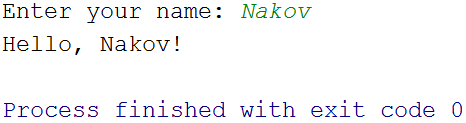 Enter your name: Nakov
Hello, Nakov!
Process finished with exit code 0